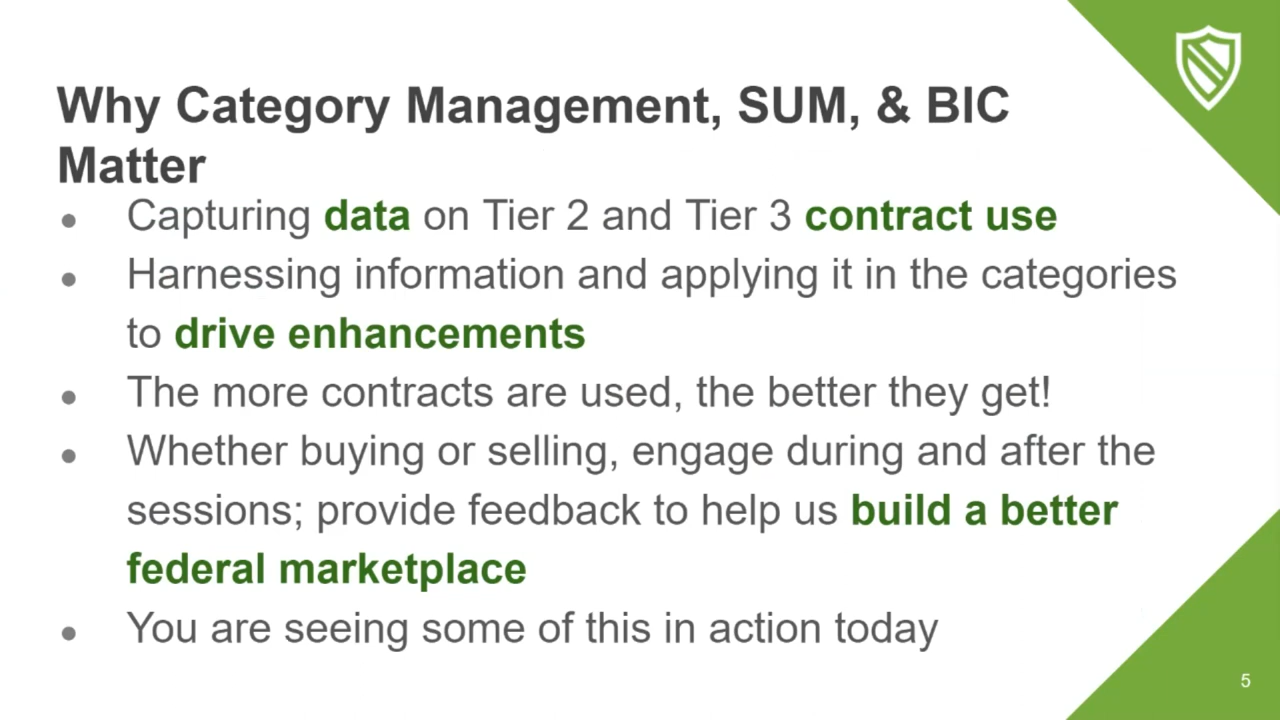 Why Category Management, SUM, & BIC
Matter
● Capturing data on Tier 2 and Tier 3 contract use
● Harnessing information and applying it in the categories
to drive enhancements
● The more contracts are used, the better they get!
● Whether buying or selling, engage during and after the
sessions; provide feedback to help us build a better
federal marketplace
● You are seeing some of this in action today
5